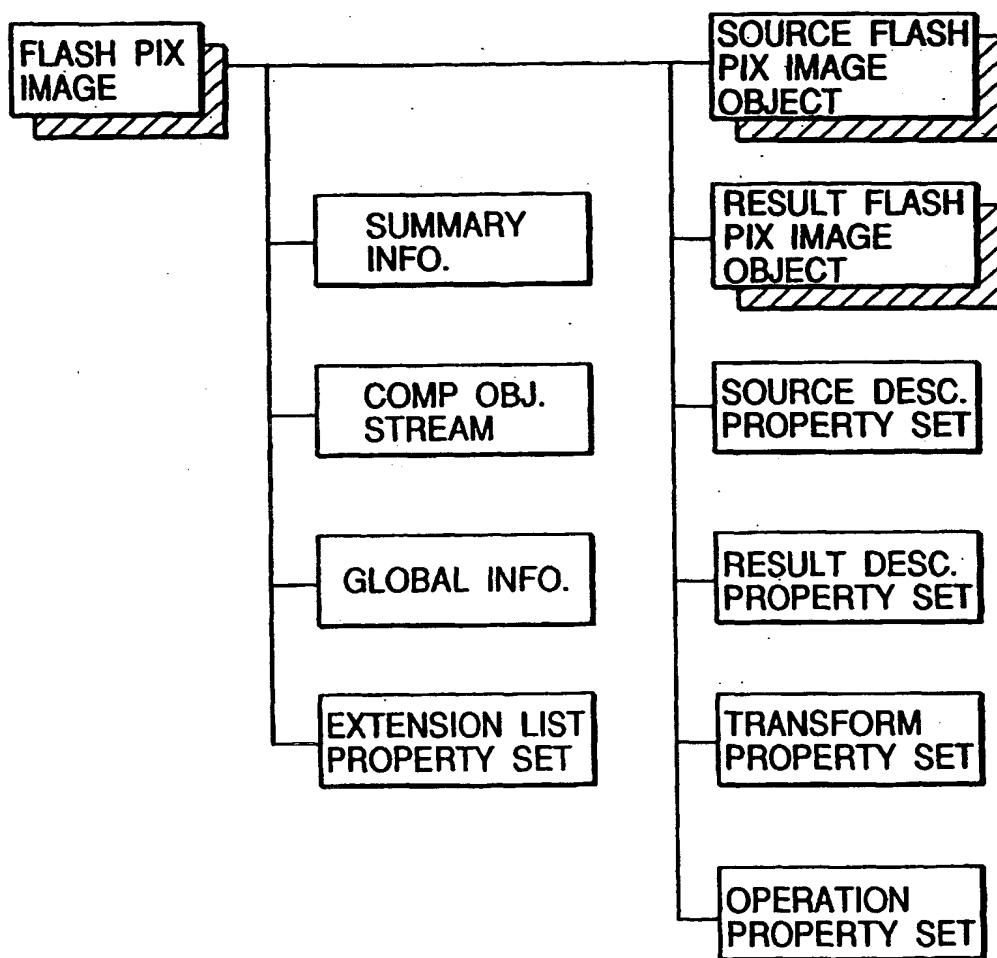 FLASH PIX
IMAGE
SUMMARY
INFO.
COMP OBJ.
STREAM
GLOBAL INFO.
EXTENSION LIST
PROPERTY SET
SOURCE FLASH
PIX IMAGE
OBJECT
RESULT FLASH
PIX IMAGE
OBJECT
SOURCE DESC.
PROPERTY SET
RESULT DESC.
PROPERTY SET
TRANSFORM
PROPERTY SET
OPERATION
PROPERTY SET